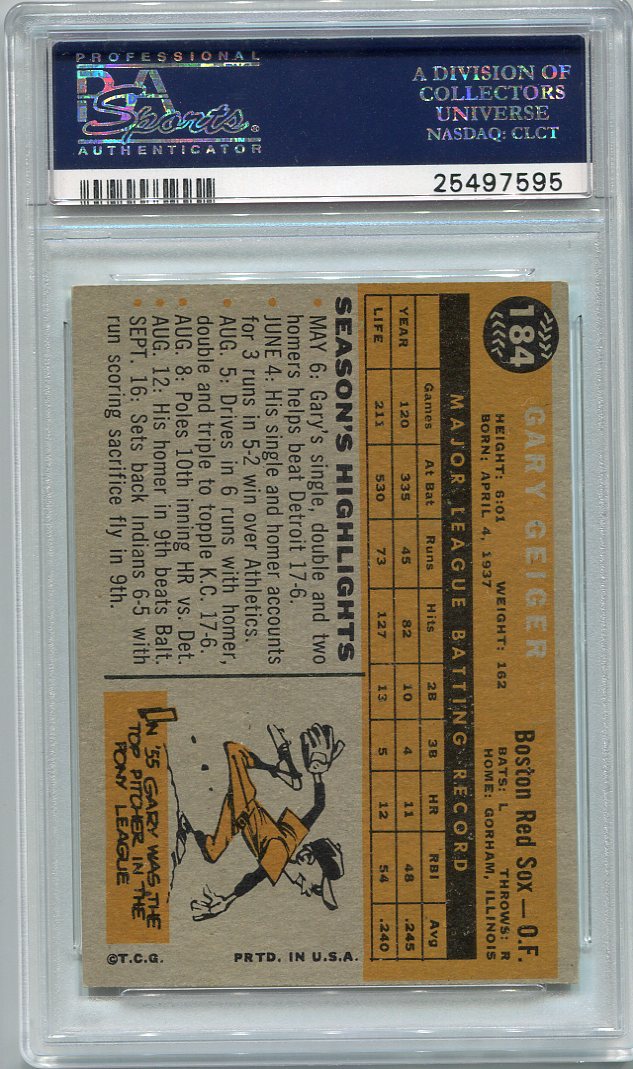 PROFESSIONAL
PSA
Sports®
AUTHENTICATOR
A DIVISION OF
COLLECTORS
UNIVERSE
NASDAQ: CLCT
25497595
184
GARY GEIGER
Boston Red Sox — O.F.
HEIGHT: 6:01 WEIGHT: 162 BATS: L THROWS: R
BORN: APRIL 4, 1937 HOME: GORHAM, ILLINOIS
MAJOR LEAGUE BATTING RECORD
Games At Bat Runs Hits 2B 3B HR RBI Avg
YEAR 120 335 45 82 10 4 11 48 .245
LIFE 211 530 73 127 13 5 12 54 .240
SEASON'S HIGHLIGHTS
• MAY 6: Gary's single, double and two
homers helps beat Detroit 17-6.
• JUNE 4: His single and homer accounts
for 3 runs in 5-2 win over Athletics.
• AUG. 5: Drives in 6 runs with homer,
double and triple to topple K.C. 17-6.
• AUG. 8: Poles 10th inning HR vs. Det.
• AUG. 12: His homer in 9th beats Balt.
• SEPT. 16: Sets back Indians 6-5 with
run scoring sacrifice fly in 9th.
IN '55 GARY WAS THE
TOP PITCHER IN THE
PONY LEAGUE
©T.C.G. PRTD. IN U.S.A.